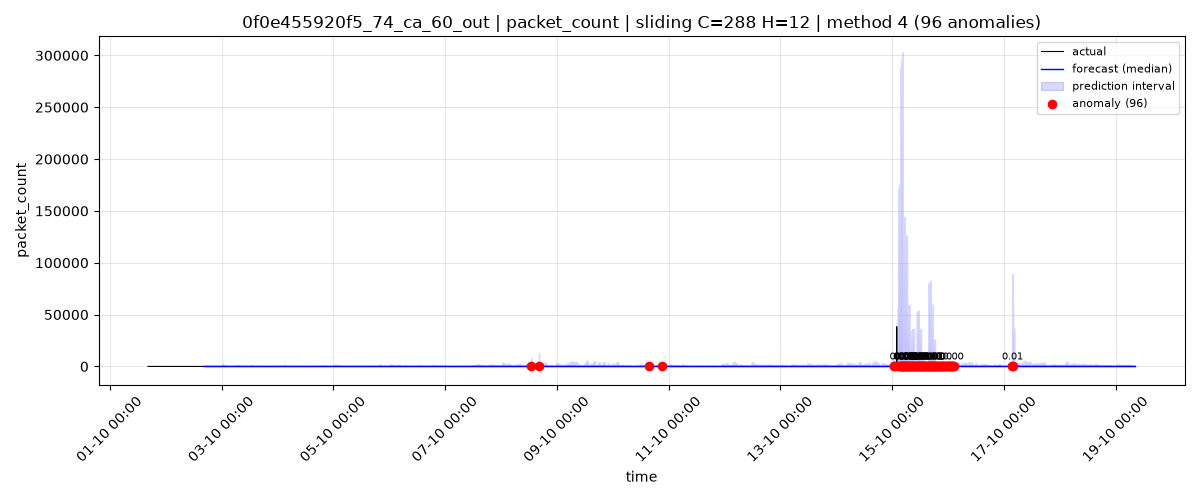 0f0e455920f5_74_ca_60_out | packet_count | sliding C=288 H=12 | method 4 (96 anomalies)
actual
forecast (median)
prediction interval
anomaly (96)
packet_count
300000
250000
200000
150000
100000
50000
0
0.01
01-10 00:00
03-10 00:00
05-10 00:00
07-10 00:00
09-10 00:00
11-10 00:00
13-10 00:00
15-10 00:00
17-10 00:00
19-10 00:00
time